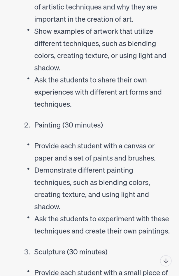 of artistic techniques and why they are
important in the creation of art.
• Show examples of artwork that utilize
different techniques, such as blending
colors, creating texture, or using light and
shadow.
• Ask the students to share their own
experiences with different art forms and
techniques.
2. Painting (30 minutes)
• Provide each student with a canvas or
paper and a set of paints and brushes.
• Demonstrate different painting
techniques, such as blending colors,
creating texture, and using light and
shadow.
• Ask the students to experiment with these
techniques and create their own paintings.
3. Sculpture (30 minutes)
• Provide each student with a small piece of